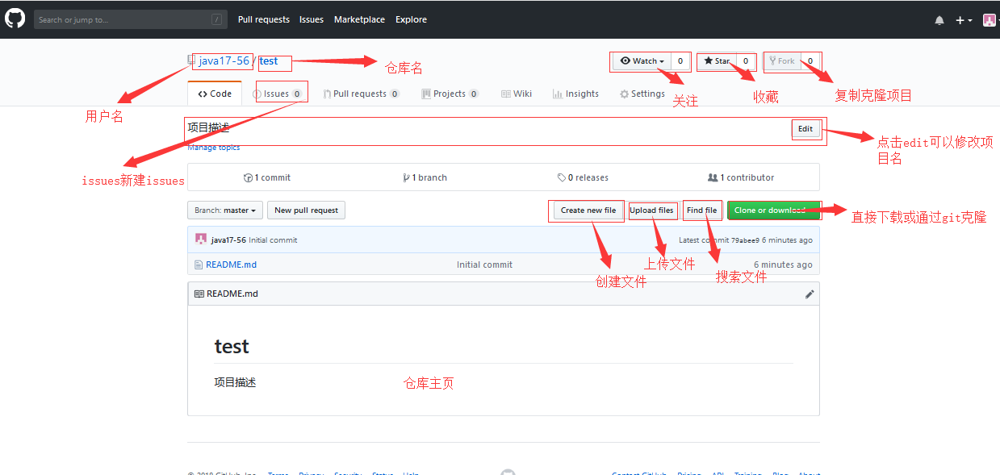 Search or jump to... / Pull requests Issues Marketplace Explore
java17-56 / test 仓库名 Watch 0 Star 0 Fork 0
Code Issues 0 Pull requests 0 Projects 0 Wiki Insights Settings
关注 收藏 复制克隆项目
用户名
项目描述 Edit
点击edit可以修改项
目名
Manage topics
issues新建issues
1 commit 1 branch 0 releases 1 contributor
Branch: master New pull request Create new file Upload files Find file Clone or download
直接下载或通过git克隆
java17-56 Initial commit Latest commit 79abee9 6 minutes ago
README.md Initial commit 6 minutes ago
创建文件 上传文件 搜索文件
README.md
test
项目描述 仓库主页
© 2018 GitHub, Inc. Terms Privacy Security Status Help Contact GitHub Pricing API Training Blog About